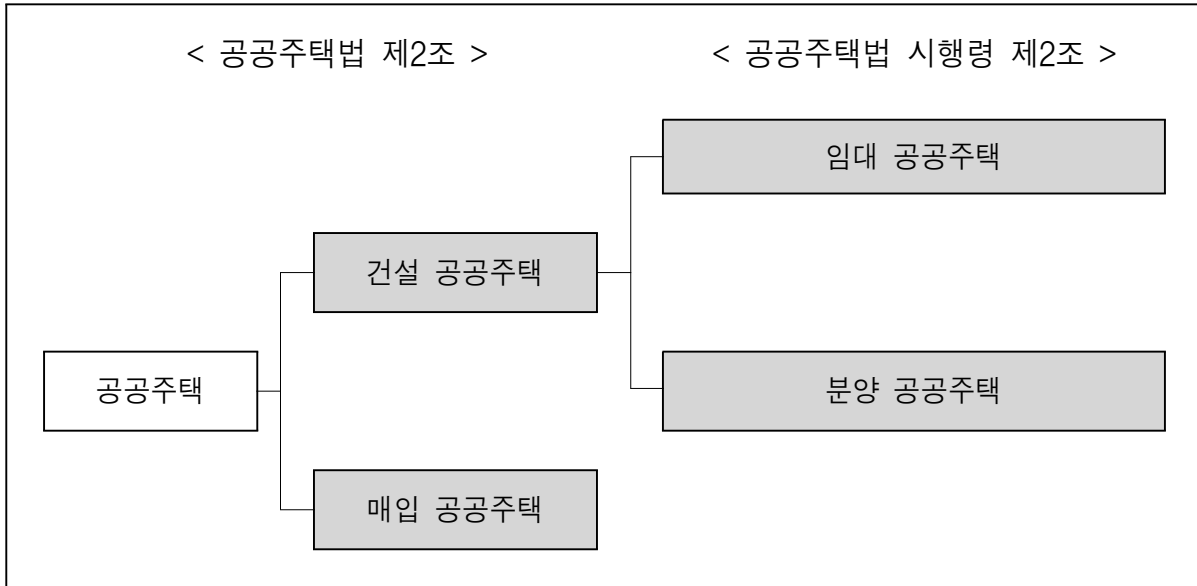 < 공공주택법 제2조 > < 공공주택법 시행령 제2조 >
임대 공공주택
건설 공공주택
공공주택
분양 공공주택
매입 공공주택